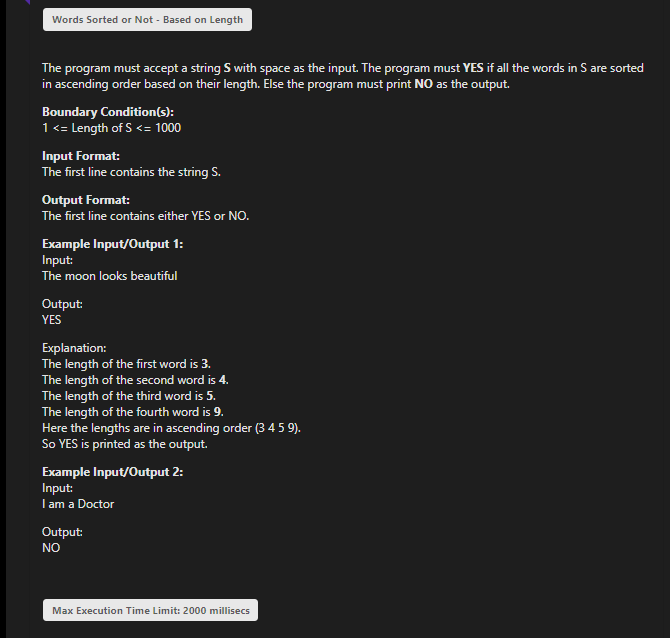 Words Sorted or Not - Based on Length
The program must accept a string S with space as the input. The program must YES if all the words in S are sorted
in ascending order based on their length. Else the program must print NO as the output.
Boundary Condition(s):
1 <= Length of S <= 1000
Input Format:
The first line contains the string S.
Output Format:
The first line contains either YES or NO.
Example Input/Output 1:
Input:
The moon looks beautiful
Output:
YES
Explanation:
The length of the first word is 3.
The length of the second word is 4.
The length of the third word is 5.
The length of the fourth word is 9.
Here the lengths are in ascending order (3 4 5 9).
So YES is printed as the output.
Example Input/Output 2:
Input:
I am a Doctor
Output:
NO
Max Execution Time Limit: 2000 millisecs